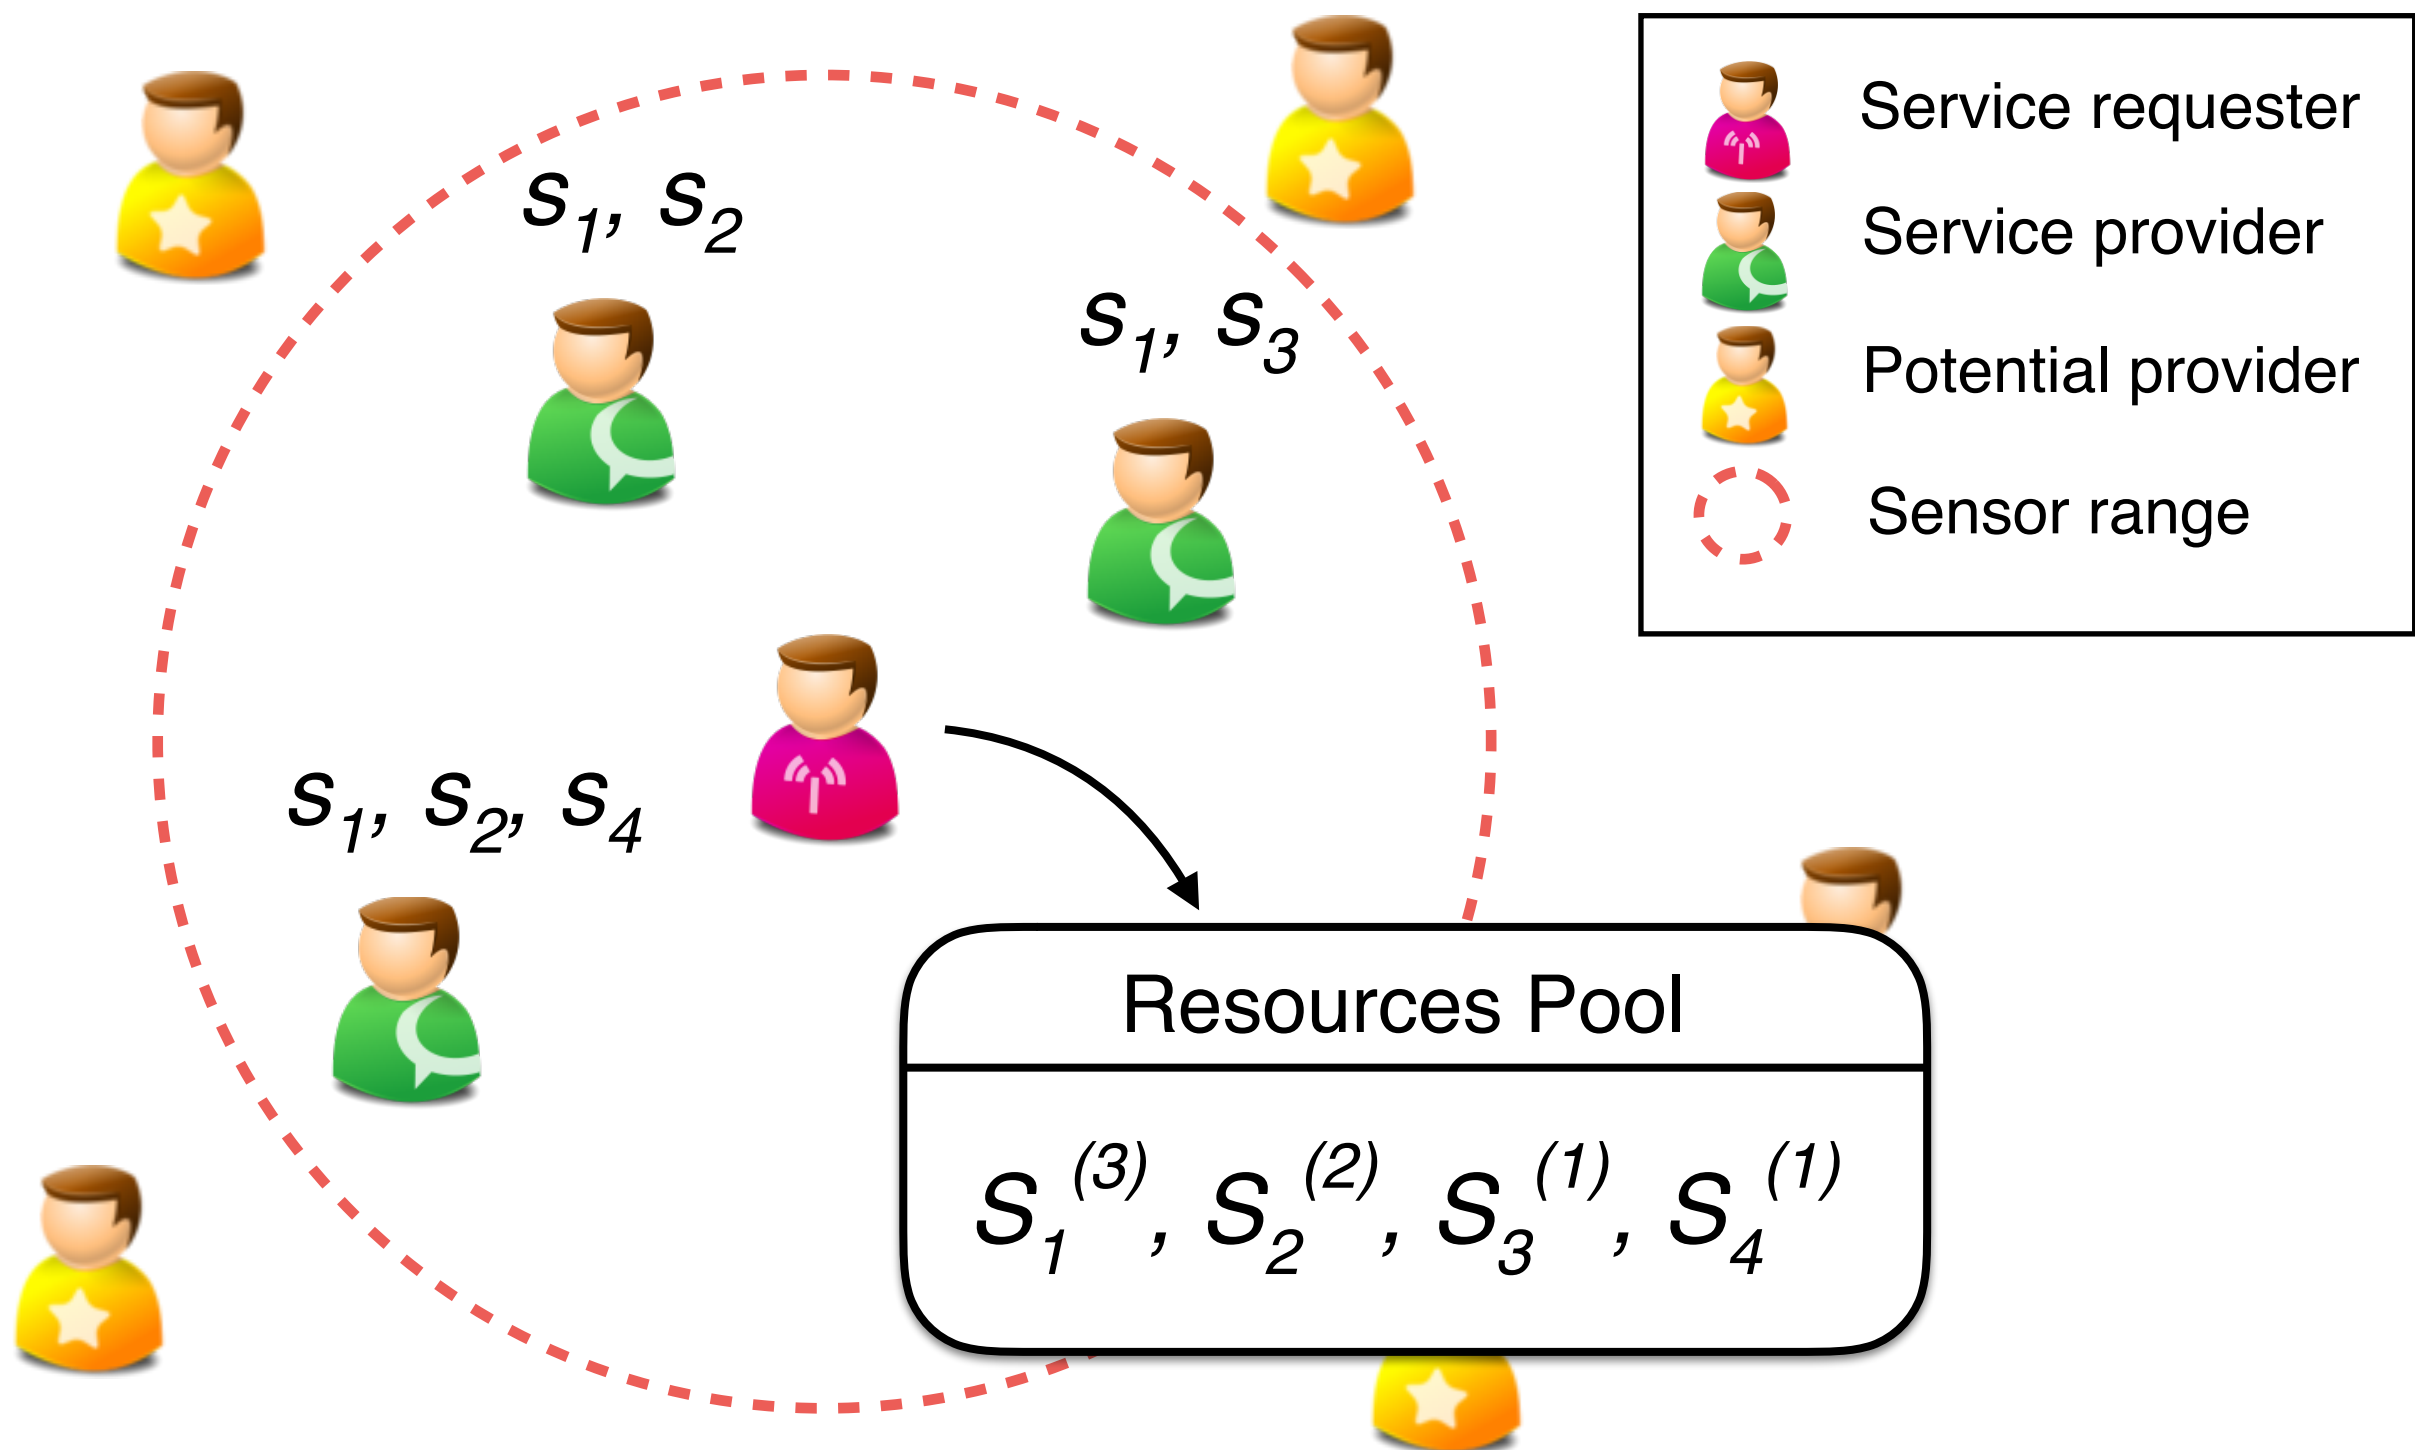 s₁, s₂
s₁, s₃
s₁, s₂, s₄
Service requester
Service provider
Potential provider
Sensor range
Resources Pool
S₁⁽³⁾, S₂⁽²⁾, S₃⁽¹⁾, S₄⁽¹⁾